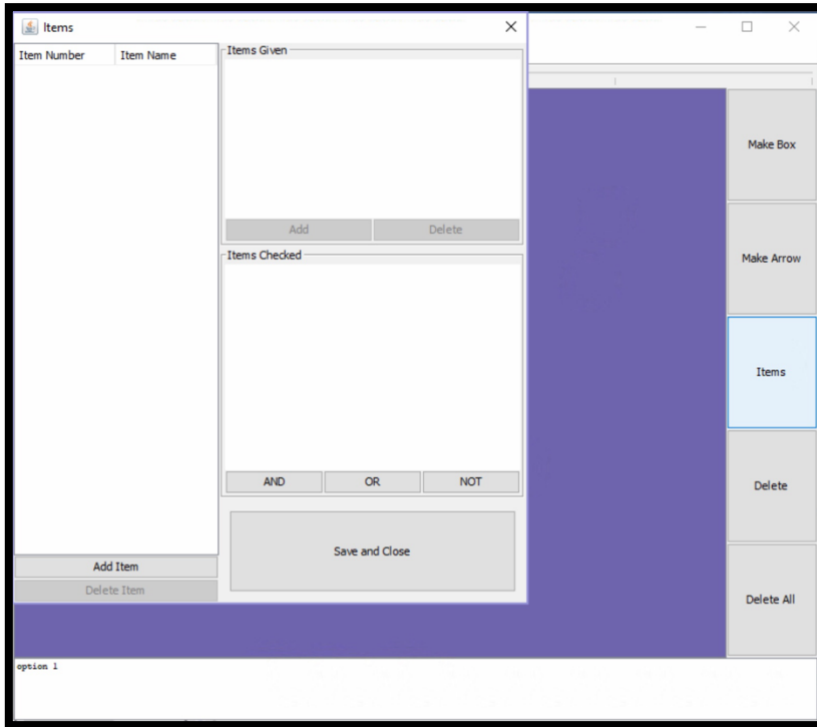 Items
Item Number Item Name
Items Given
Add Delete
Items Checked
AND OR NOT
Save and Close
Add Item
Delete Item
Make Box
Make Arrow
Items
Delete
Delete All
option 1